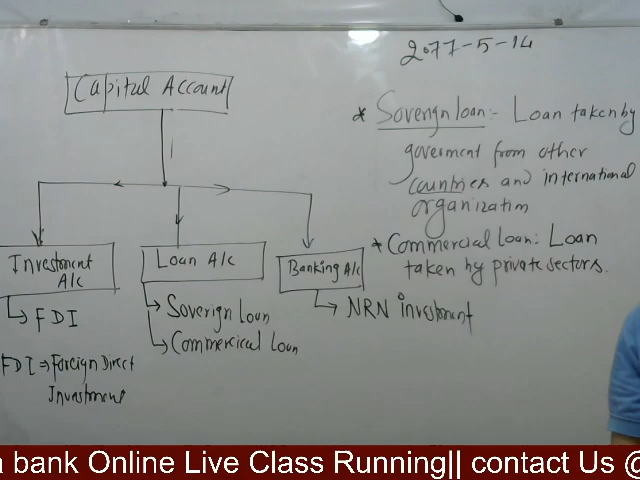 2077-5-14
Capital Account
Investment
A/c
Loan A/c
Banking A/c
FDI
Soverign Loan
Commercical Loan
NRN investment
FDI ⇒ Foreign Direct
Investment
* Soverign loan:- Loan taken by
goverment from other
countries and international
organization
* Commercial loan: Loan
taken by private sectors.
a bank Online Live Class Running|| contact Us @